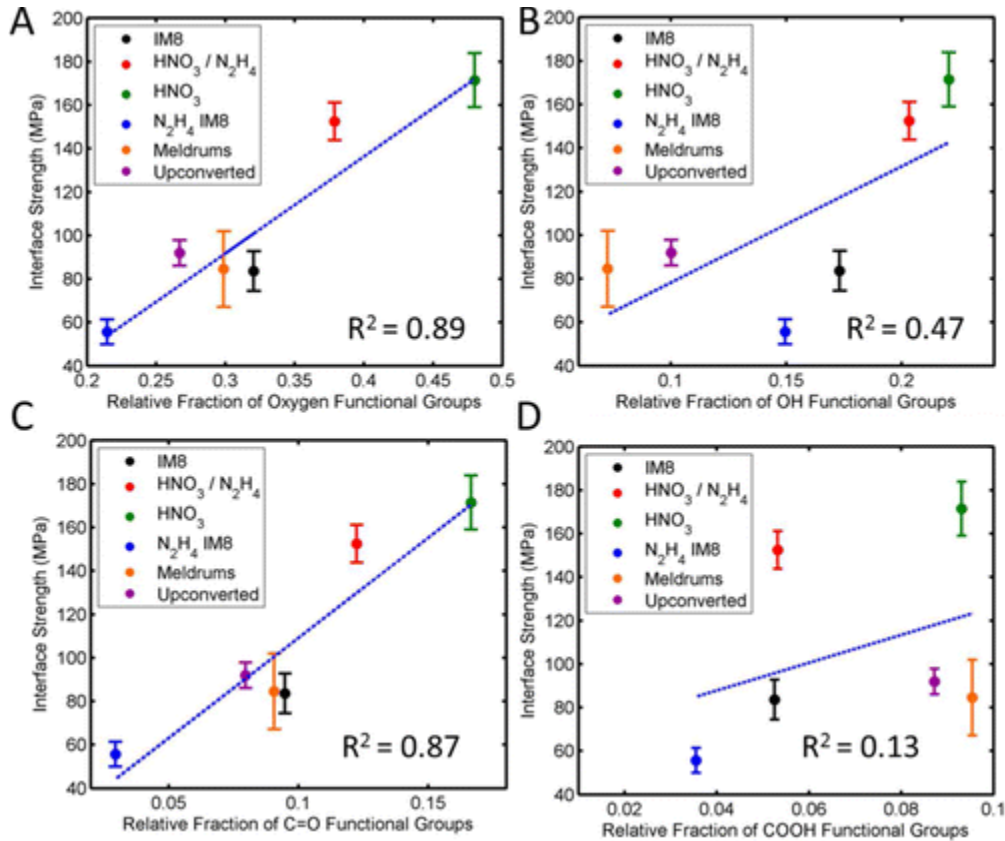 A
200
180
160
140
120
100
80
60
40
Interface Strength (MPa)
IM8
HNO₃ / N₂H₄
HNO₃
N₂H₄ IM8
Meldrums
Upconverted
R² = 0.89
0.2 0.25 0.3 0.35 0.4 0.45 0.5
Relative Fraction of Oxygen Functional Groups
B
200
180
160
140
120
100
80
60
40
Interface Strength (MPa)
IM8
HNO₃ / N₂H₄
HNO₃
N₂H₄ IM8
Meldrums
Upconverted
R² = 0.47
0.1 0.15 0.2
Relative Fraction of OH Functional Groups
C
200
180
160
140
120
100
80
60
40
Interface Strength (MPa)
IM8
HNO₃ / N₂H₄
HNO₃
N₂H₄ IM8
Meldrums
Upconverted
R² = 0.87
0.05 0.1 0.15
Relative Fraction of C=O Functional Groups
D
200
180
160
140
120
100
80
60
40
Interface Strength (MPa)
IM8
HNO₃ / N₂H₄
HNO₃
N₂H₄ IM8
Meldrums
Upconverted
R² = 0.13
0.02 0.04 0.06 0.08 0.1
Relative Fraction of COOH Functional Groups